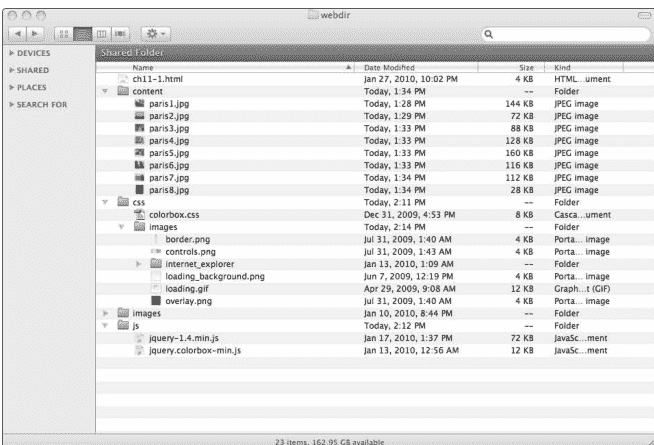 webdir
DEVICES
SHARED
PLACES
SEARCH FOR
Shared Folder
Name Date Modified Size Kind
ch11-1.html Jan 27, 2010, 10:02 PM 4 KB HTML...ument
content Today, 1:34 PM -- Folder
paris1.jpg Today, 1:28 PM 144 KB JPEG image
paris2.jpg Today, 1:29 PM 72 KB JPEG image
paris3.jpg Today, 1:33 PM 88 KB JPEG image
paris4.jpg Today, 1:33 PM 128 KB JPEG image
paris5.jpg Today, 1:33 PM 160 KB JPEG image
paris6.jpg Today, 1:33 PM 116 KB JPEG image
paris7.jpg Today, 1:34 PM 112 KB JPEG image
paris8.jpg Today, 1:34 PM 28 KB JPEG image
css Today, 2:11 PM -- Folder
colorbox.css Dec 31, 2009, 4:53 PM 8 KB Casca...ument
images Today, 2:14 PM -- Folder
border.png Jul 31, 2009, 1:40 AM 4 KB Porta... image
controls.png Jul 31, 2009, 1:43 AM 4 KB Porta... image
internet_explorer Jan 13, 2010, 1:09 AM -- Folder
loading_background.png Jun 7, 2009, 12:19 PM 4 KB Porta... image
loading.gif Apr 29, 2009, 9:08 AM 12 KB Graph...t (GIF)
overlay.png Jul 31, 2009, 1:40 AM 4 KB Porta... image
images Jan 10, 2010, 8:44 PM -- Folder
js Today, 2:12 PM -- Folder
jquery-1.4.min.js Jan 17, 2010, 1:37 PM 72 KB JavaSc...ment
jquery.colorbox-min.js Jan 13, 2010, 12:56 AM 12 KB JavaSc...ment
23 items, 162.95 GB available